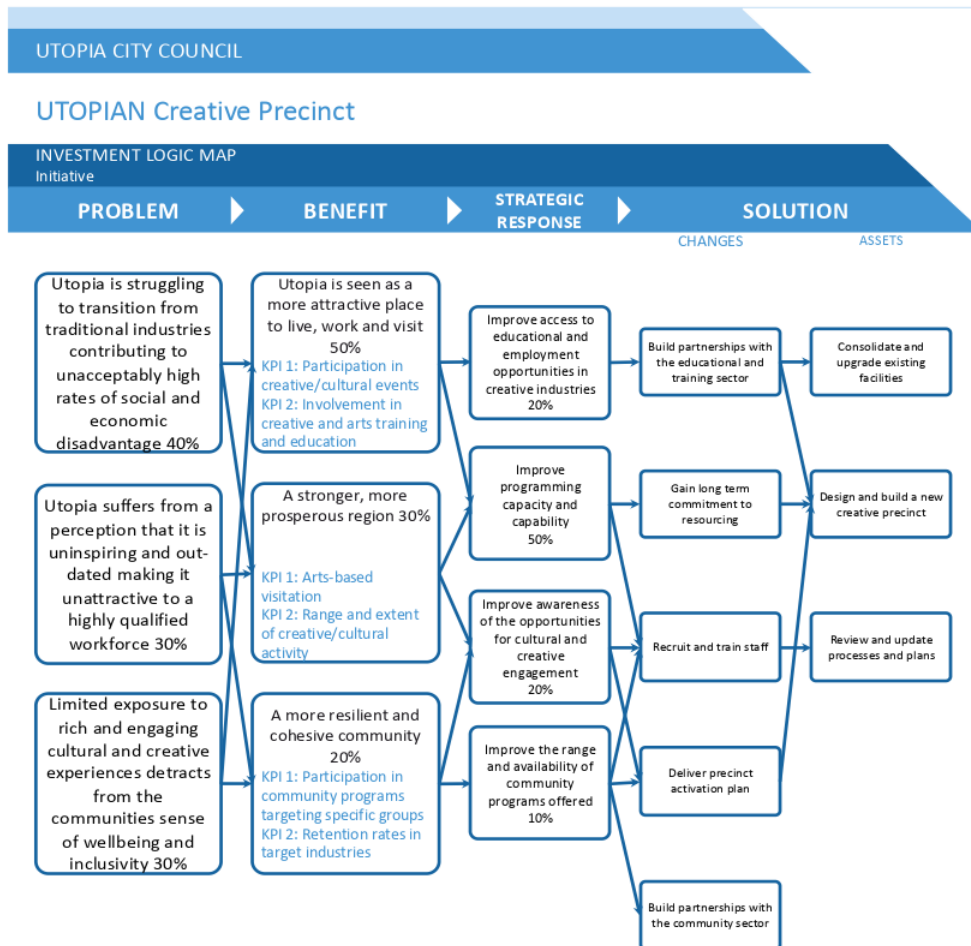 UTOPIA CITY COUNCIL
UTOPIAN Creative Precinct
INVESTMENT LOGIC MAP
Initiative
PROBLEM
BENEFIT
STRATEGIC
RESPONSE
SOLUTION
CHANGES
ASSETS
Utopia is struggling
to transition from
traditional industries
contributing to
unacceptably high
rates of social and
economic
disadvantage 40%
Utopia suffers from a
perception that it is
uninspiring and out-
dated making it
unattractive to a
highly qualified
workforce 30%
Limited exposure to
rich and engaging
cultural and creative
experiences detracts
from the
communities sense
of wellbeing and
inclusivity 30%
Utopia is seen as a
more attractive place
to live, work and visit
50%
KPI 1: Participation in
creative/cultural events
KPI 2: Involvement in
creative and arts training
and education
A stronger, more
prosperous region 30%
KPI 1: Arts-based
visitation
KPI 2: Range and extent
of creative/cultural
activity
A more resilient and
cohesive community
20%
KPI 1: Participation in
community programs
targeting specific groups
KPI 2: Retention rates in
target industries
Improve access to
educational and
employment
opportunities in
creative industries
20%
Improve
programming
capacity and
capability
50%
Improve awareness
of the opportunities
for cultural and
creative
engagement
20%
Improve the range
and availability of
community
programs offered
10%
Build partnerships with
the educational and
training sector
Gain long term
commitment to
resourcing
Recruit and train staff
Deliver precinct
activation plan
Build partnerships with
the community sector
Consolidate and
upgrade existing
facilities
Design and build a new
creative precinct
Review and update
processes and plans